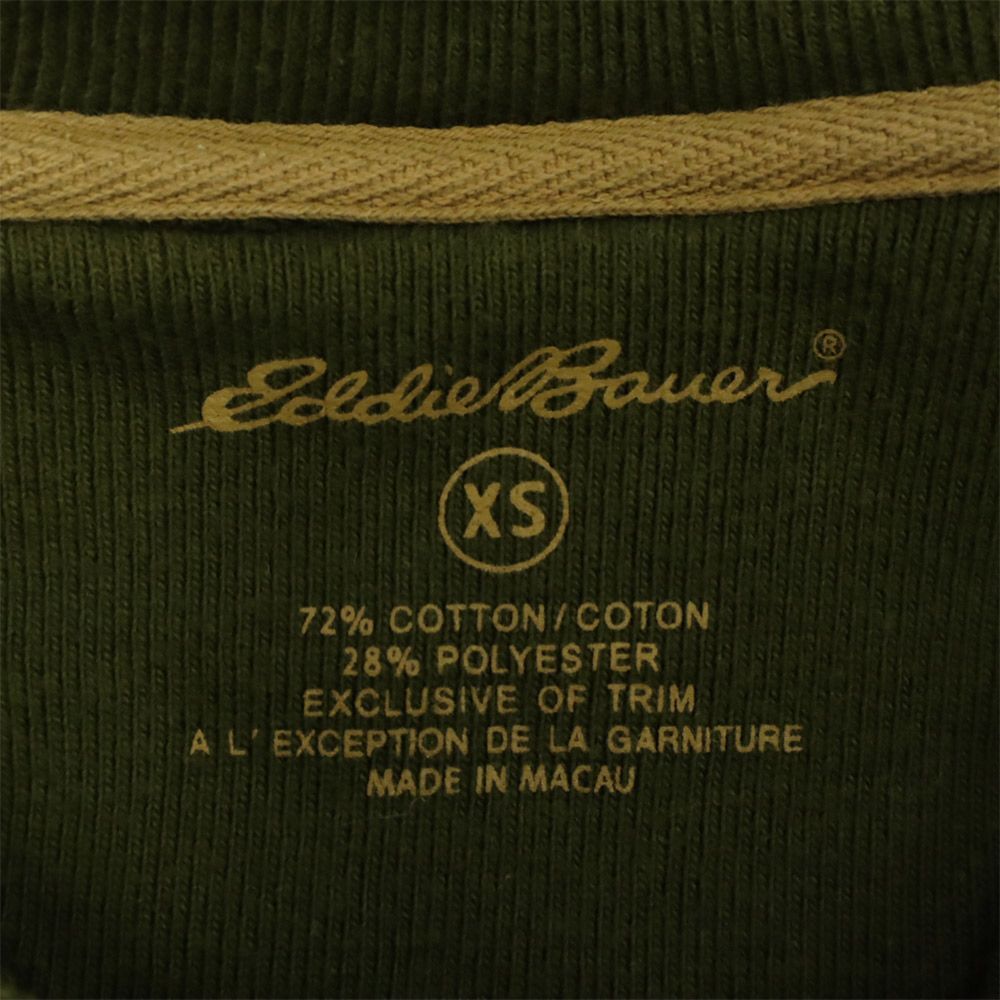 Eddie Bauer®
XS
72% COTTON/COTON
28% POLYESTER
EXCLUSIVE OF TRIM
A L' EXCEPTION DE LA GARNITURE
MADE IN MACAU